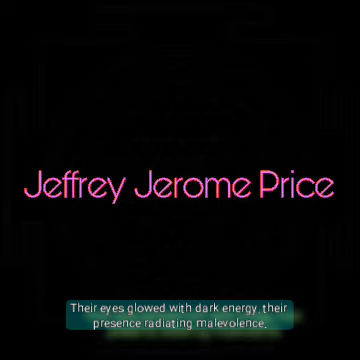 Jeffrey Jerome Price
Their eyes glowed with dark energy, their
presence radiating malevolence.